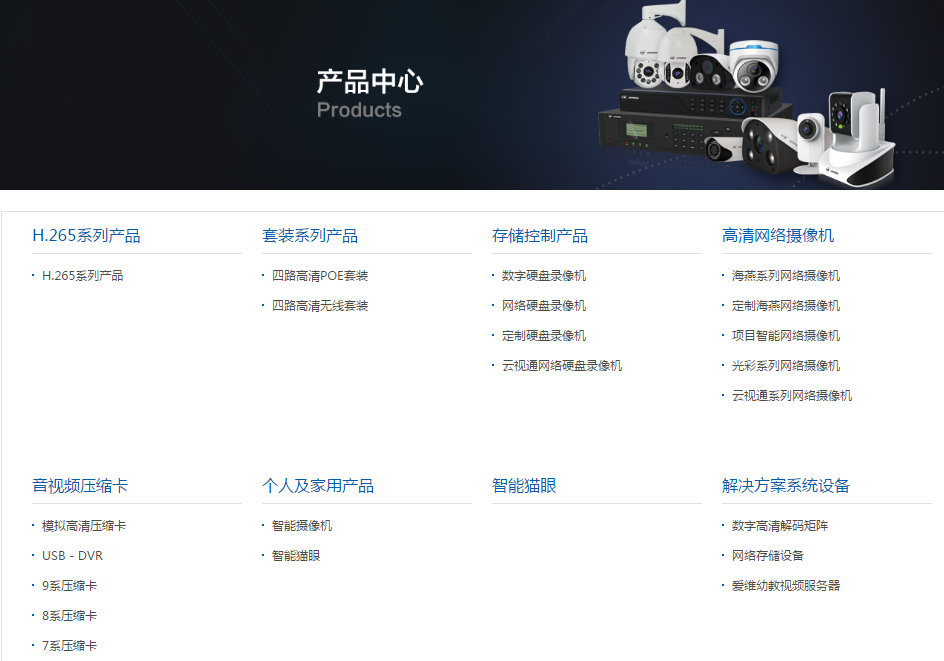 产品中心
Products
H.265系列产品
H.265系列产品
套装系列产品
四路高清POE套装
四路高清无线套装
存储控制产品
数字硬盘录像机
网络硬盘录像机
定制硬盘录像机
云视通网络硬盘录像机
高清网络摄像机
海燕系列网络摄像机
定制海燕网络摄像机
项目智能网络摄像机
光彩系列网络摄像机
云视通系列网络摄像机
音视频压缩卡
模拟高清压缩卡
USB - DVR
9系压缩卡
8系压缩卡
7系压缩卡
个人及家用产品
智能摄像机
智能猫眼
智能猫眼
解决方案系统设备
数字高清解码矩阵
网络存储设备
爱维幼教视频服务器